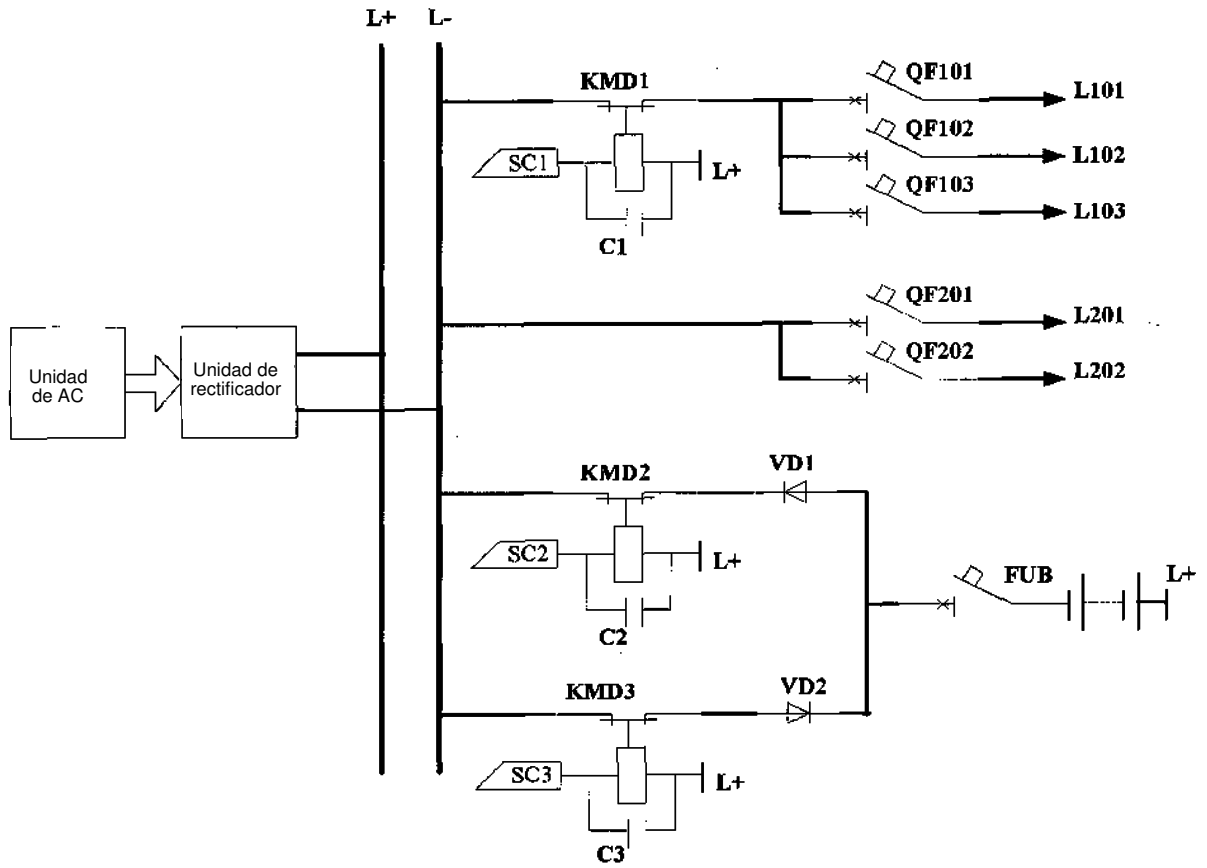 L+ L-
KMD1
QF101
L101
QF102
L102
SC1
L+
QF103
L103
C1
QF201
L201
QF202
L202
Unidad
de AC
Unidad de
rectificador
KMD2
VD1
SC2
L+
FUB
L+
C2
KMD3
VD2
SC3
L+
C3